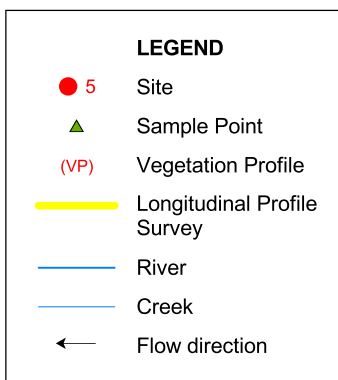 LEGEND
5 Site
Sample Point
(VP) Vegetation Profile
Longitudinal Profile
Survey
River
Creek
Flow direction